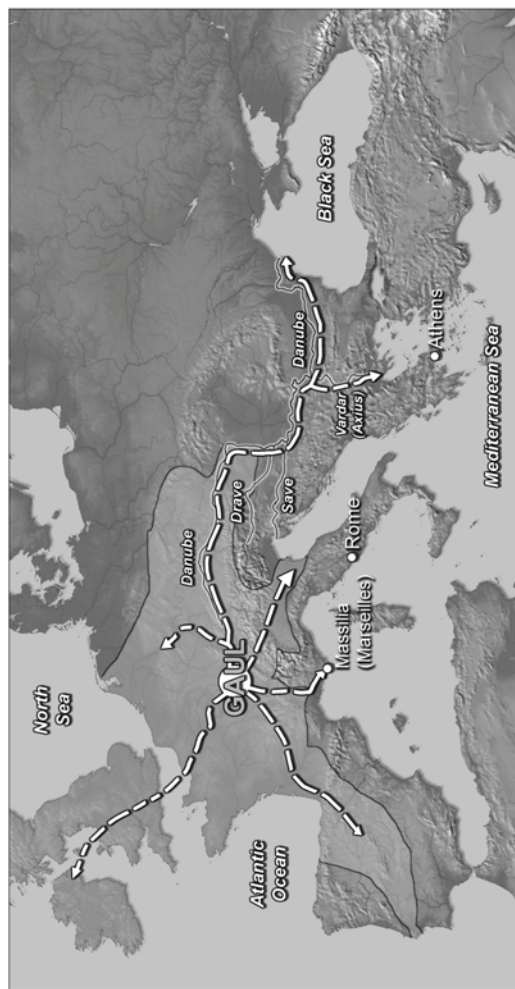 North
Sea
Atlantic
Ocean
GAUL
Danube
Drave
Save
Danube
Vardar
(Axius)
Black Sea
Massilia
(Marseilles)
Rome
Athens
Mediterranean Sea